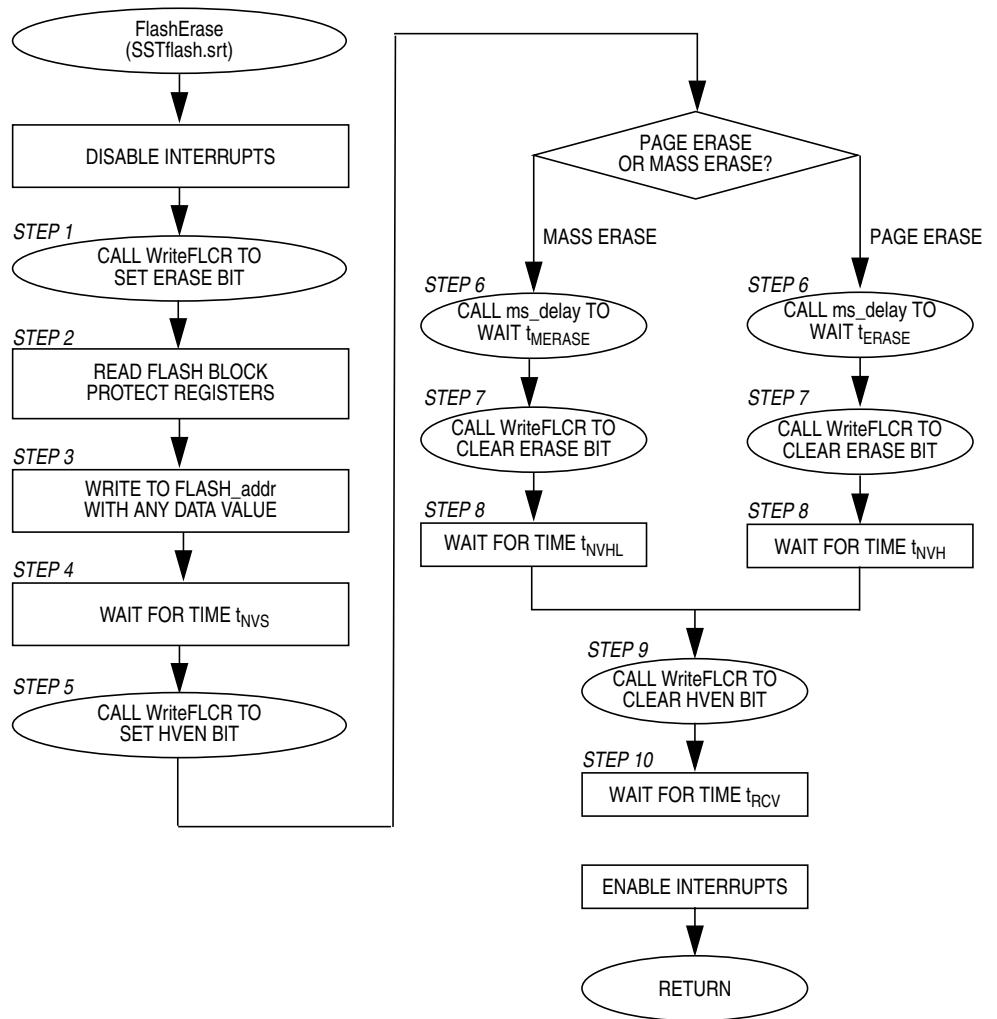 FlashErase
(SSTflash.srt)
DISABLE INTERRUPTS
STEP 1
CALL WriteFLCR TO
SET ERASE BIT
STEP 2
READ FLASH BLOCK
PROTECT REGISTERS
STEP 3
WRITE TO FLASH_addr
WITH ANY DATA VALUE
STEP 4
WAIT FOR TIME tNVS
STEP 5
CALL WriteFLCR TO
SET HVEN BIT
PAGE ERASE
OR MASS ERASE?
MASS ERASE
STEP 6
CALL ms_delay TO
WAIT tMERASE
STEP 7
CALL WriteFLCR TO
CLEAR ERASE BIT
STEP 8
WAIT FOR TIME tNVHL
PAGE ERASE
STEP 6
CALL ms_delay TO
WAIT tERASE
STEP 7
CALL WriteFLCR TO
CLEAR ERASE BIT
STEP 8
WAIT FOR TIME tNVH
STEP 9
CALL WriteFLCR TO
CLEAR HVEN BIT
STEP 10
WAIT FOR TIME tRCV
ENABLE INTERRUPTS
RETURN